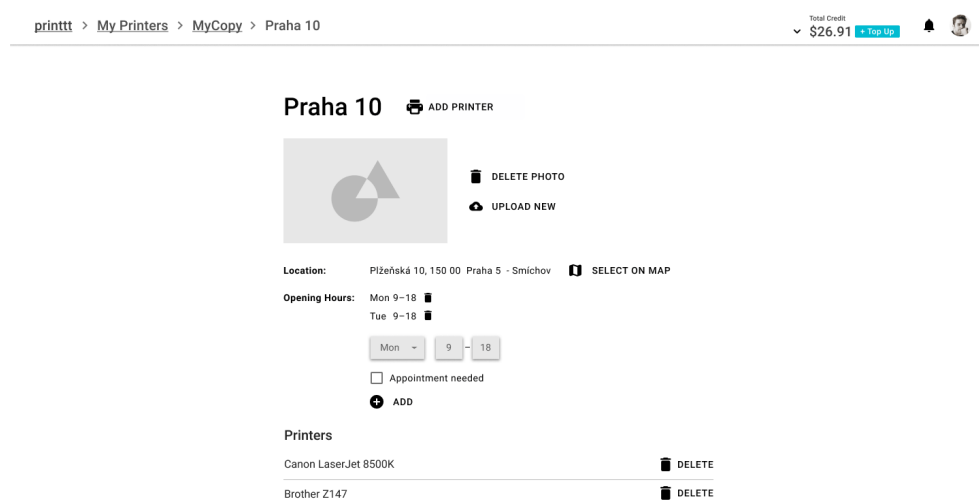 printtt > My Printers > MyCopy > Praha 10
Total Credit
$26.91 + Top Up
Praha 10 ADD PRINTER
DELETE PHOTO
UPLOAD NEW
Location: Plžeňská 10, 150 00 Praha 5 - Smíchov SELECT ON MAP
Opening Hours: Mon 9–18
Tue 9–18
Mon 9 – 18
Appointment needed
ADD
Printers
Canon LaserJet 8500K DELETE
Brother Z147 DELETE